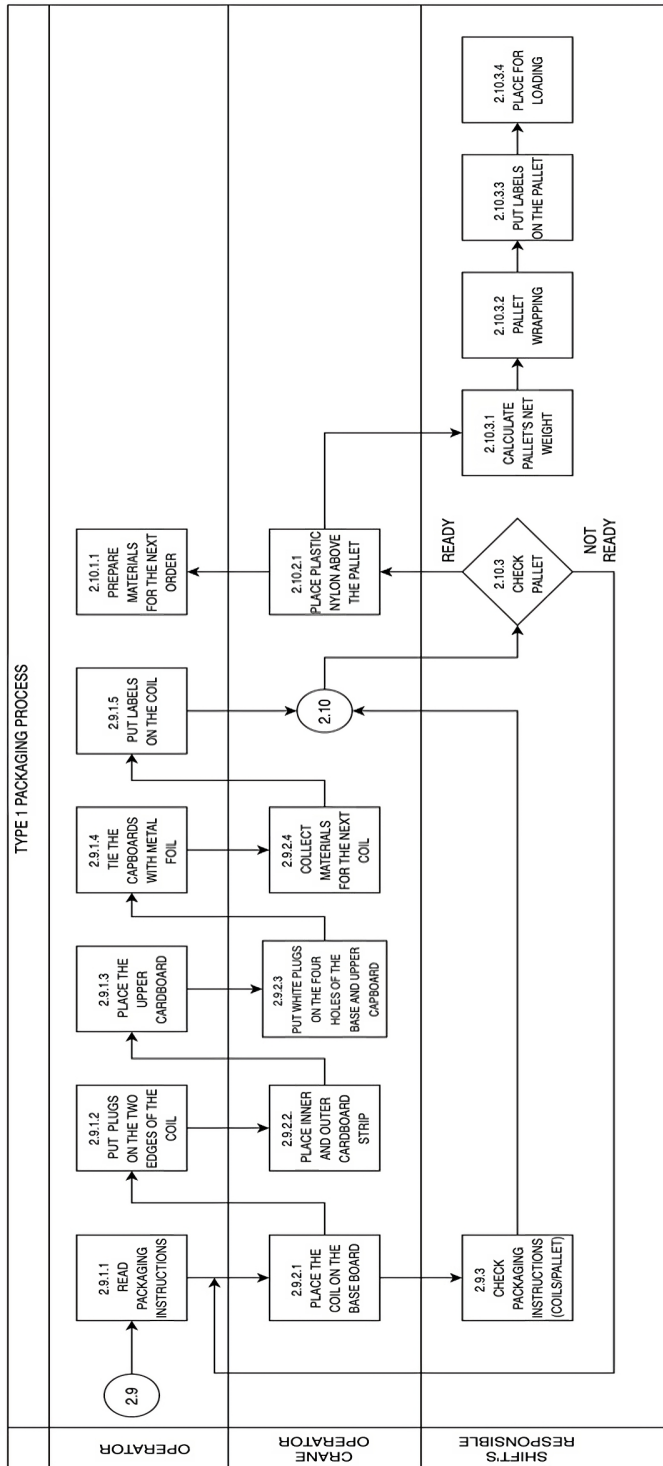 TYPE 1 PACKAGING PROCESS
OPERATOR
2.9
2.9.1.1
READ
PACKAGING
INSTRUCTIONS
2.9.1.2
PUT PLUGS
ON THE TWO
EDGES OF THE
COIL
2.9.1.3
PLACE THE
UPPER
CARDBOARD
2.9.1.4
TIE THE
CAPBOARDS
WITH METAL
FOIL
2.9.1.5
PUT LABELS
ON THE COIL
2.10.1.1
PREPARE
MATERIALS
FOR THE NEXT
ORDER
CRANE
OPERATOR
2.9.2.1
PLACE THE
COIL ON THE
BASE BOARD
2.9.2.2.
PLACE INNER
AND OUTER
CARDBOARD
STRIP
2.9.2.3
PUT WHITE PLUGS
ON THE FOUR
HOLES OF THE
BASE AND UPPER
CAPBOARD
2.9.2.4
COLLECT
MATERIALS
FOR THE NEXT
COIL
2.10
2.10.2.1
PLACE PLASTIC
NYLON ABOVE
THE PALLET
SHIFT'S
RESPONSIBLE
2.9.3
CHECK
PACKAGING
INSTRUCTIONS
(COILS/PALLET)
2.10.3
CHECK
PALLET
READY
NOT
READY
2.10.3.1
CALCULATE
PALLET'S NET
WEIGHT
2.10.3.2
PALLET
WRAPPING
2.10.3.3
PUT LABELS
ON THE PALLET
2.10.3.4
PLACE FOR
LOADING